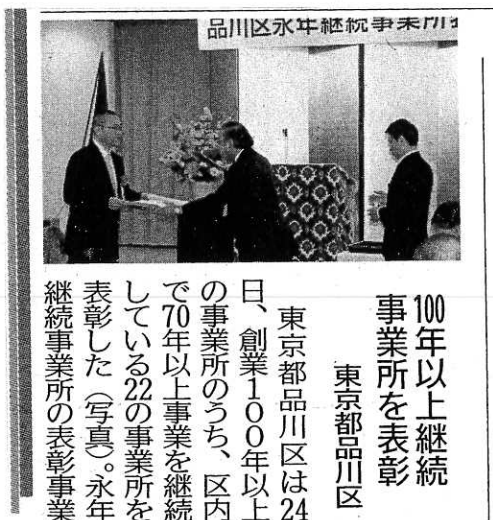 品川区永年継続事業所
100年以上継続
事業所を表彰
東京都品川区
東京都品川区は24
日、創業１００年以上
の事業所のうち、区内
で70年以上事業を継続
している22の事業所を
表彰した（写真）。永年
継続事業所の表彰事業